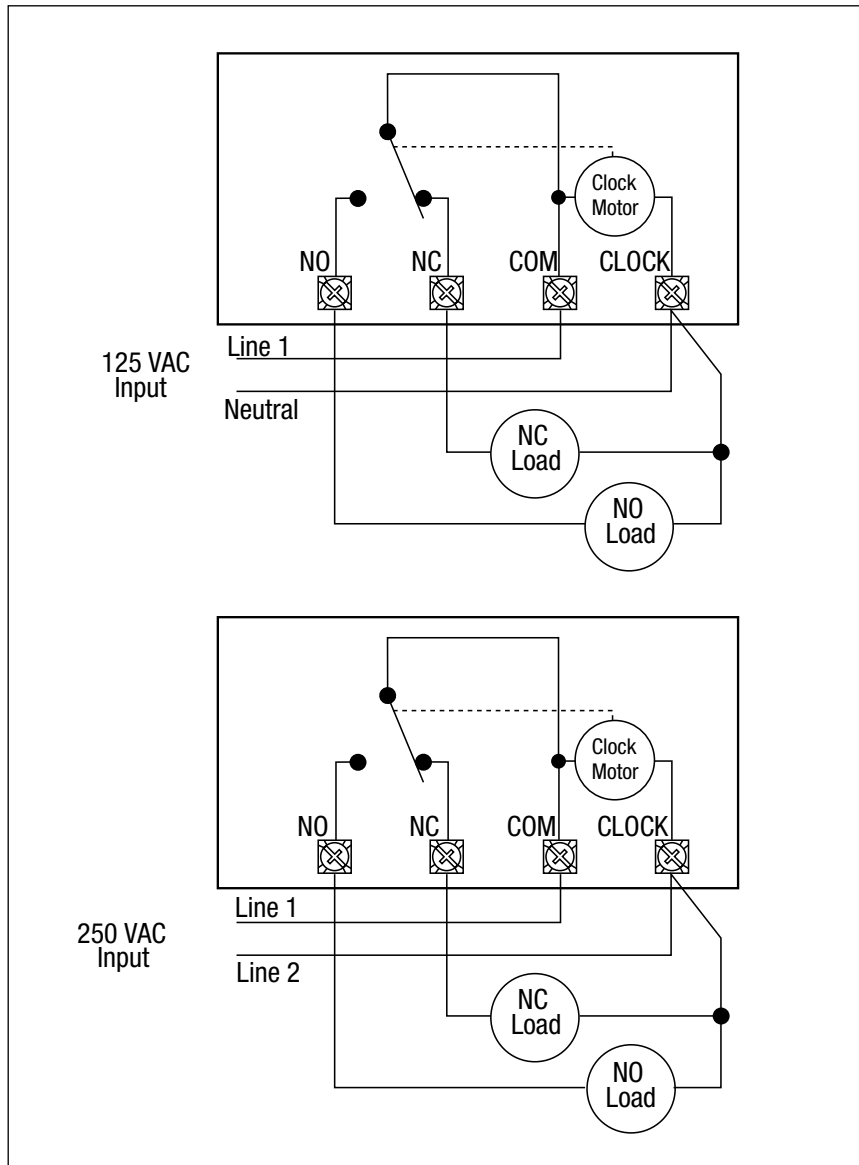 Clock
Motor
NO NC COM CLOCK
125 VAC
Input
Line 1
Neutral
NC
Load
NO
Load
Clock
Motor
NO NC COM CLOCK
250 VAC
Input
Line 1
Line 2
NC
Load
NO
Load